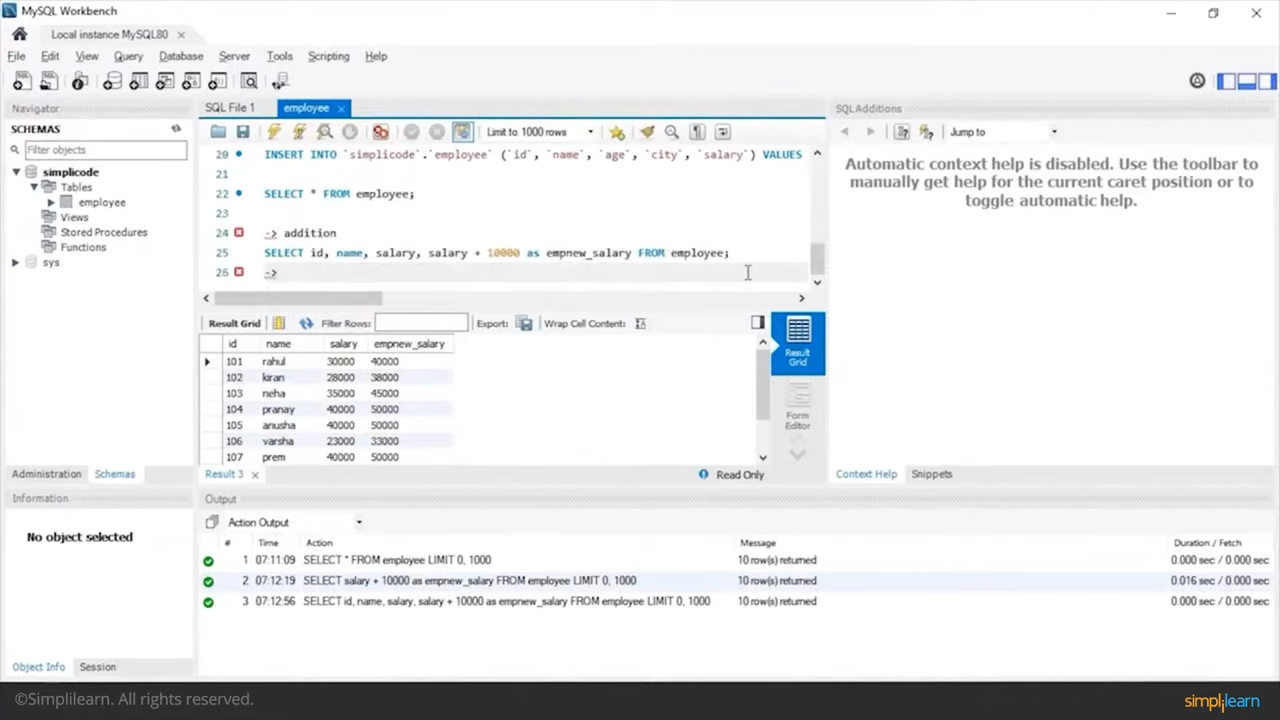 MySQL Workbench
Local instance MySQL80 ×
File Edit View Query Database Server Tools Scripting Help
Navigator
SCHEMAS
Filter objects
simplicode
Tables
employee
Views
Stored Procedures
Functions
sys
Administration Schemas
Information
No object selected
Object Info Session
SQL File 1 employee ×
Limit to 1000 rows
20 INSERT INTO `simplicode`.`employee` (`id`, `name`, `age`, `city`, `salary`) VALUES
21
22 SELECT * FROM employee;
23
24 -> addition
25 SELECT id, name, salary, salary + 10000 as empnew_salary FROM employee;
26 ->
Result Grid Filter Rows: Export: Wrap Cell Content:
id name salary empnew_salary
101 rahul 30000 40000
102 kiran 28000 38000
103 neha 35000 45000
104 pranay 40000 50000
105 anusha 40000 50000
106 varsha 23000 33000
107 prem 40000 50000
Result
Grid
Form
Editor
Result 3 × Read Only
SQLAdditions
Jump to
Automatic context help is disabled. Use the toolbar to
manually get help for the current caret position or to
toggle automatic help.
Context Help Snippets
Output
Action Output
# Time Action Message Duration / Fetch
1 07:11:09 SELECT * FROM employee LIMIT 0, 1000 10 row(s) returned 0.000 sec / 0.000 sec
2 07:12:19 SELECT salary + 10000 as empnew_salary FROM employee LIMIT 0, 1000 10 row(s) returned 0.016 sec / 0.000 sec
3 07:12:56 SELECT id, name, salary, salary + 10000 as empnew_salary FROM employee LIMIT 0, 1000 10 row(s) returned 0.000 sec / 0.000 sec
©Simplilearn. All rights reserved.
simplilearn